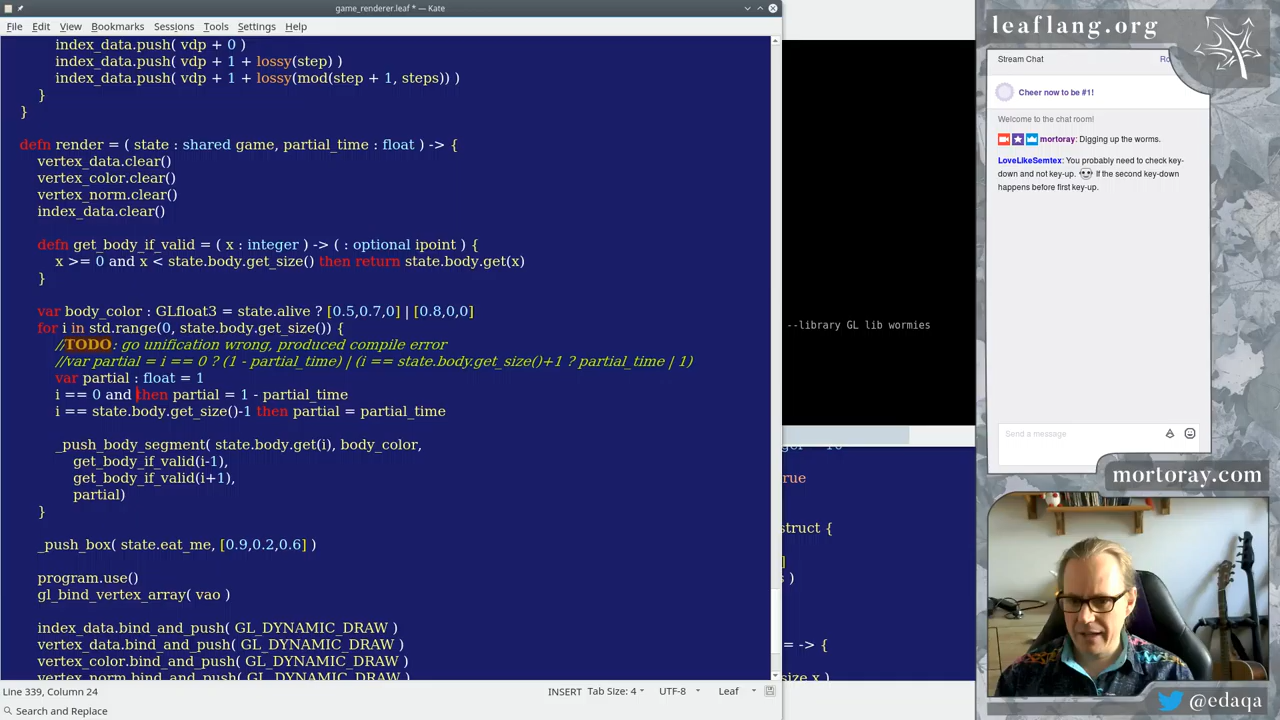 game_renderer.leaf * — Kate
File Edit View Bookmarks Sessions Tools Settings Help
index_data.push( vdp + 0 )
index_data.push( vdp + 1 + lossy(step) )
index_data.push( vdp + 1 + lossy(mod(step + 1, steps)) )
}
}
defn render = ( state : shared game, partial_time : float ) -> {
vertex_data.clear()
vertex_color.clear()
vertex_norm.clear()
index_data.clear()
defn get_body_if_valid = ( x : integer ) -> ( : optional ipoint ) {
x >= 0 and x < state.body.get_size() then return state.body.get(x)
}
var body_color : GLfloat3 = state.alive ? [0.5,0.7,0] | [0.8,0,0]
for i in std.range(0, state.body.get_size()) {
//TODO: go unification wrong, produced compile error
//var partial = i == 0 ? (1 - partial_time) | (i == state.body.get_size()+1 ? partial_time | 1)
var partial : float = 1
i == 0 and then partial = 1 - partial_time
i == state.body.get_size()-1 then partial = partial_time
_push_body_segment( state.body.get(i), body_color,
get_body_if_valid(i-1),
get_body_if_valid(i+1),
partial)
}
_push_box( state.eat_me, [0.9,0.2,0.6] )
program.use()
gl_bind_vertex_array( vao )
index_data.bind_and_push( GL_DYNAMIC_DRAW )
vertex_data.bind_and_push( GL_DYNAMIC_DRAW )
vertex_color.bind_and_push( GL_DYNAMIC_DRAW )
vertex_norm.bind_and_push( GL_DYNAMIC_DRAW )
Line 339, Column 24
INSERT Tab Size: 4 UTF-8 Leaf
Search and Replace
--library GL lib wormies
rue
struct {
]
)
-> {
size x )
leaflang.org
Stream Chat
Ro
Cheer now to be #1!
Welcome to the chat room!
mortoray: Digging up the worms.
LoveLikeSemtex: You probably need to check key-
down and not key-up. If the second key-down
happens before first key-up.
Send a message
mortoray.com
@edaqa